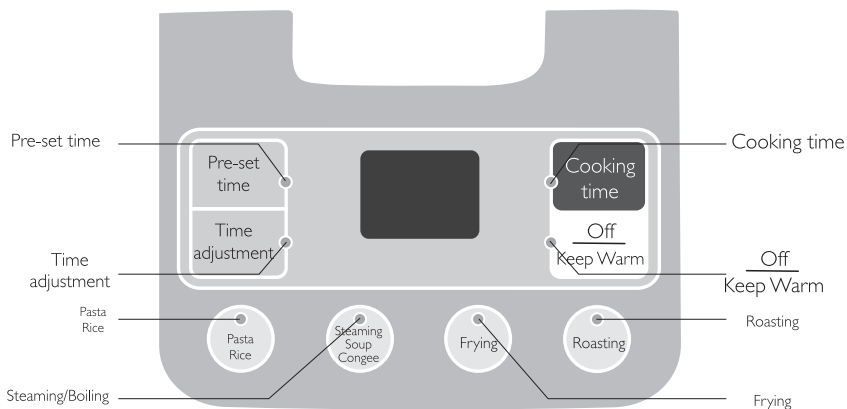 Pre-set time
Cooking time
Pre-set
time
Cooking
time
Time
adjustment
Off
Keep Warm
Time
adjustment
Off
Keep Warm
Pasta
Rice
Roasting
Pasta
Rice
Steaming
Soup
Congee
Frying
Roasting
Steaming/Boiling
Frying